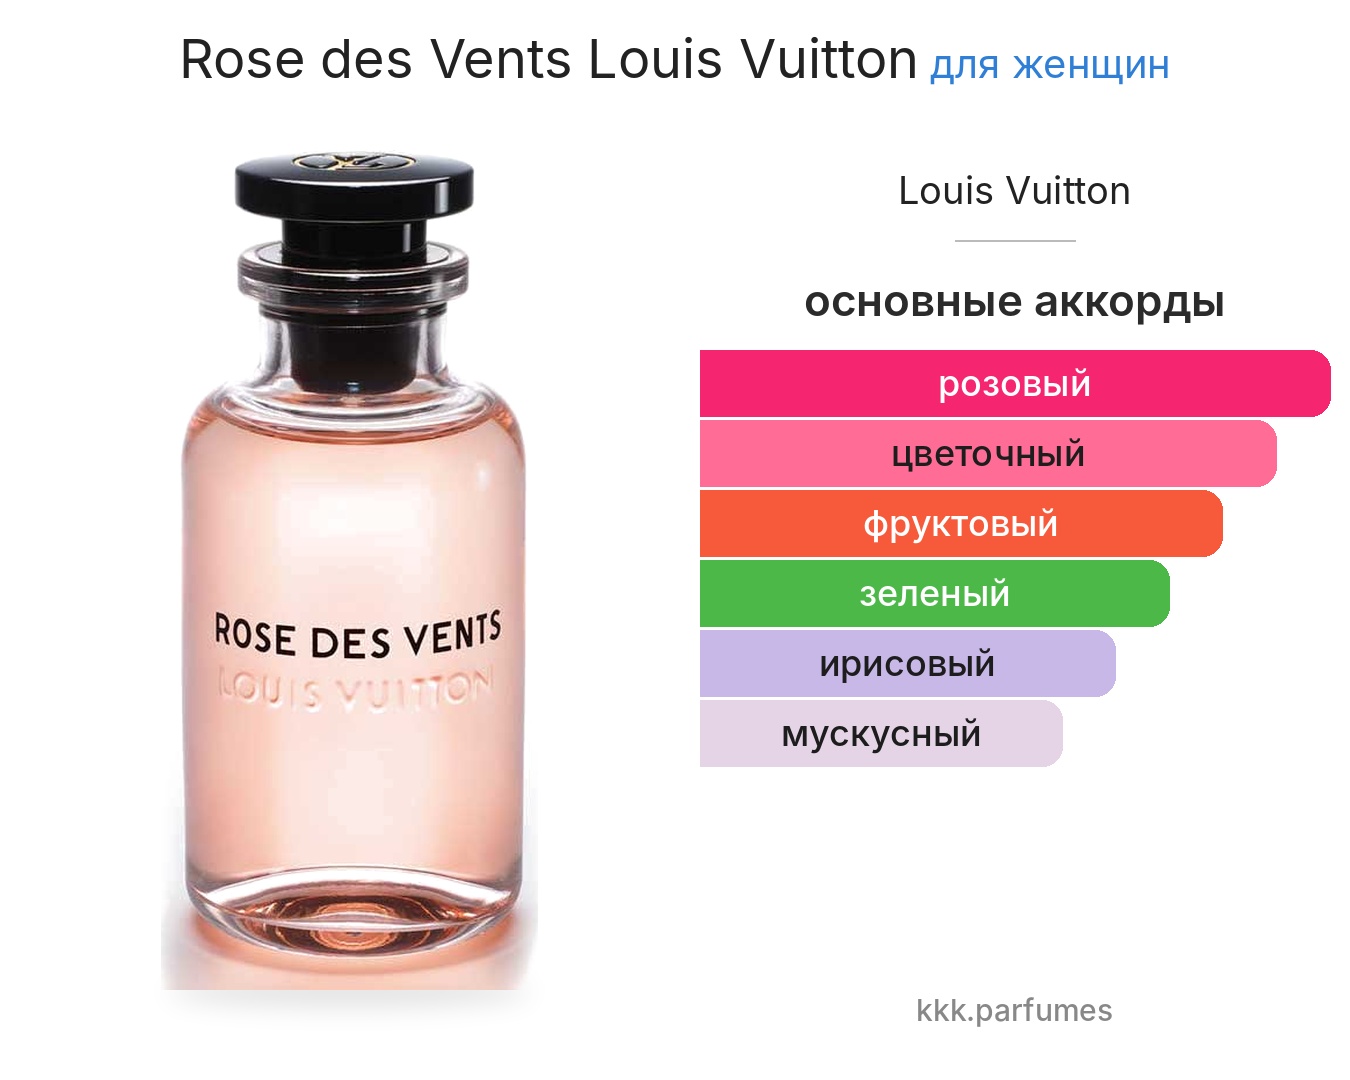 Rose des Vents Louis Vuitton для женщин
ROSE DES VENTS
LOUIS VUITTON
Louis Vuitton
основные аккорды
розовый
цветочный
фруктовый
зеленый
ирисовый
мускусный
kkk.parfumes